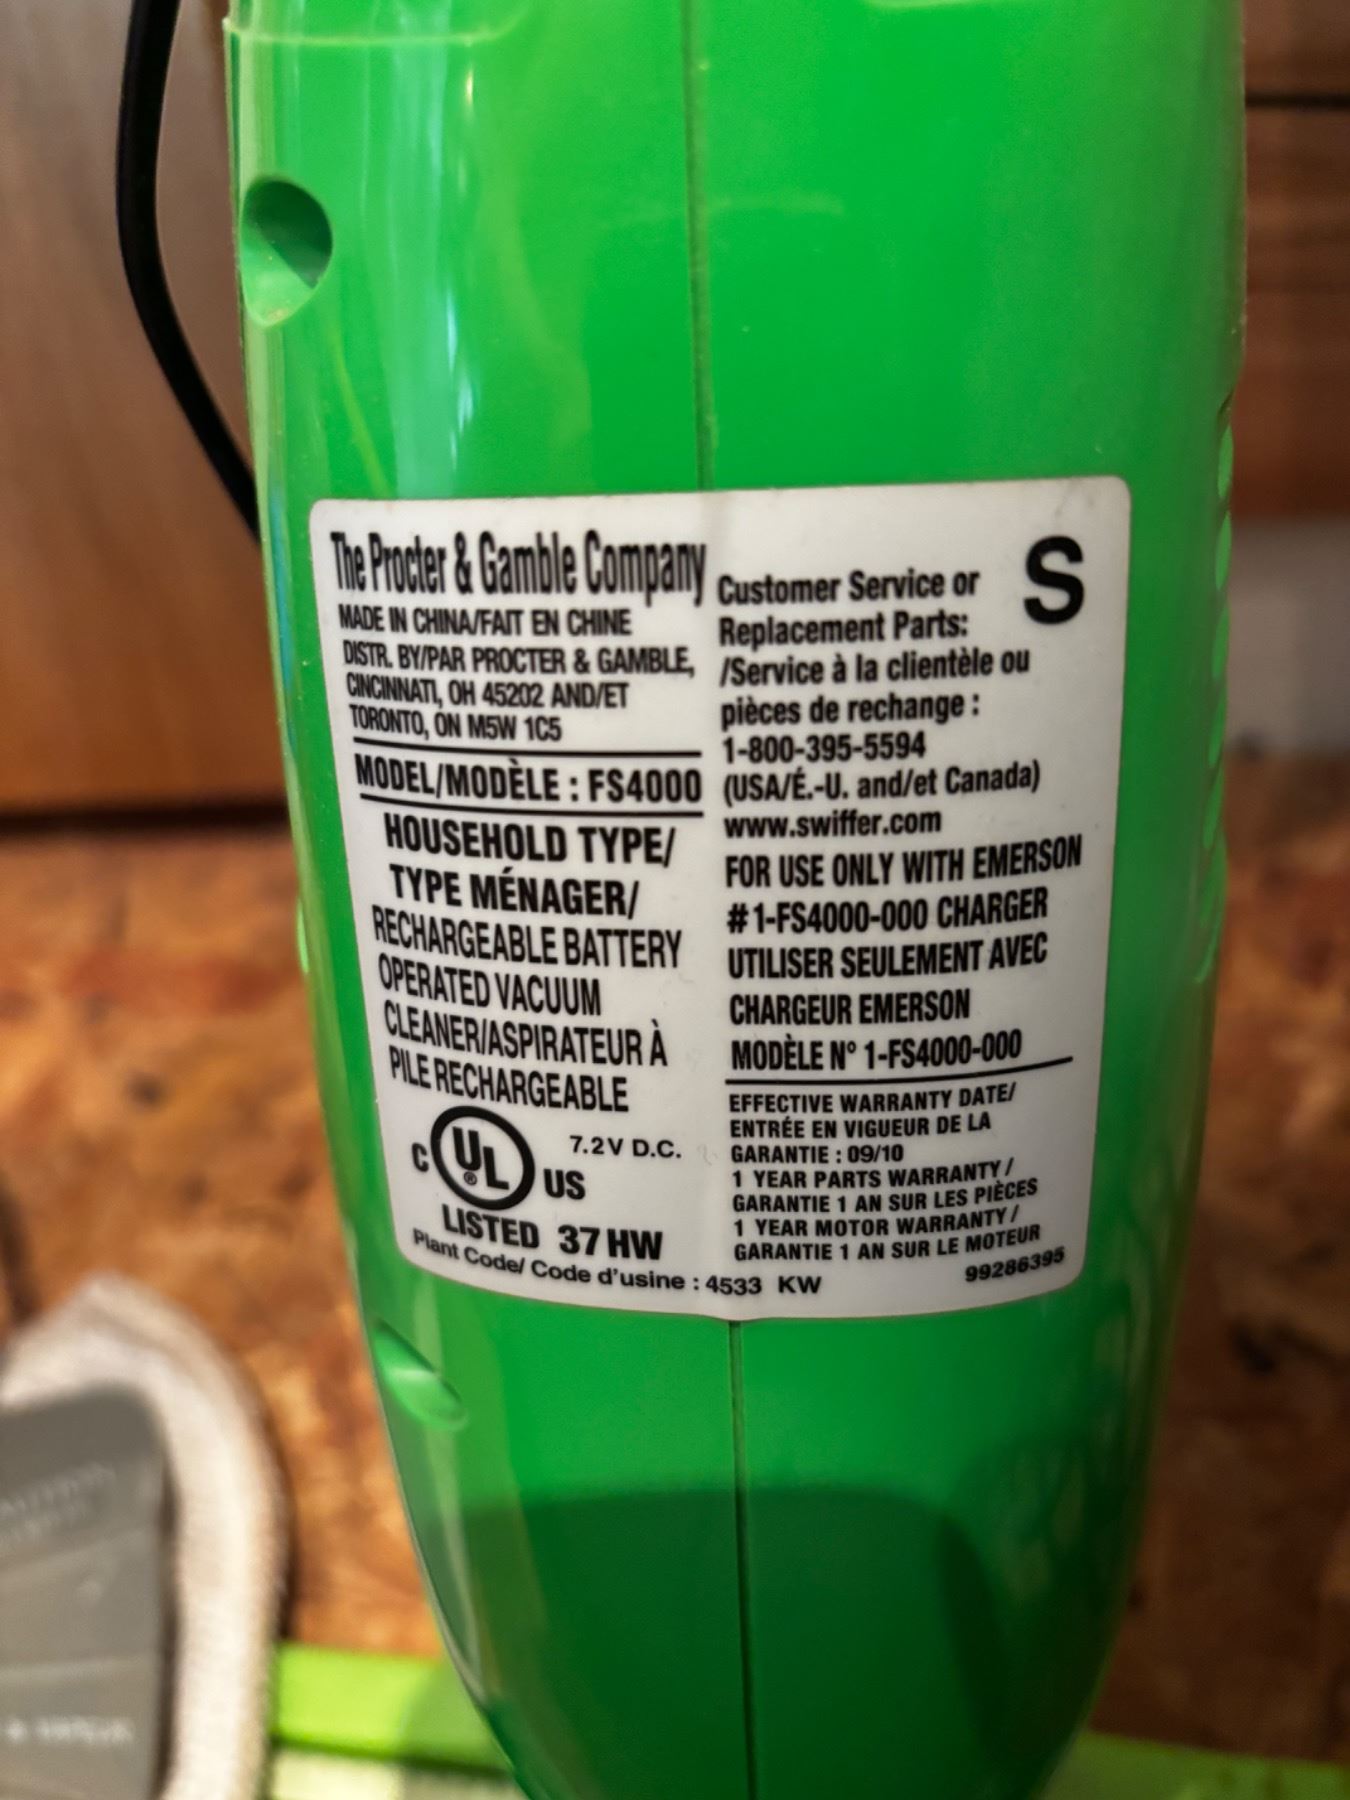 The Procter & Gamble Company
MADE IN CHINA/FAIT EN CHINE
DISTR. BY/PAR PROCTER & GAMBLE,
CINCINNATI, OH 45202 AND/ET
TORONTO, ON M5W 1C5
MODEL/MODÈLE : FS4000
HOUSEHOLD TYPE/
TYPE MÉNAGER/
RECHARGEABLE BATTERY
OPERATED VACUUM
CLEANER/ASPIRATEUR À
PILE RECHARGEABLE
7.2V D.C.
C UL ® US
LISTED 37 HW
Plant Code/ Code d'usine : 4533 KW
S
Customer Service or
Replacement Parts:
/Service à la clientèle ou
pièces de rechange :
1-800-395-5594
(USA/É.-U. and/et Canada)
www.swiffer.com
FOR USE ONLY WITH EMERSON
#1-FS4000-000 CHARGER
UTILISER SEULEMENT AVEC
CHARGEUR EMERSON
MODÈLE N° 1-FS4000-000
EFFECTIVE WARRANTY DATE/
ENTRÉE EN VIGUEUR DE LA
GARANTIE : 09/10
1 YEAR PARTS WARRANTY/
GARANTIE 1 AN SUR LES PIÈCES
1 YEAR MOTOR WARRANTY/
GARANTIE 1 AN SUR LE MOTEUR
99286395